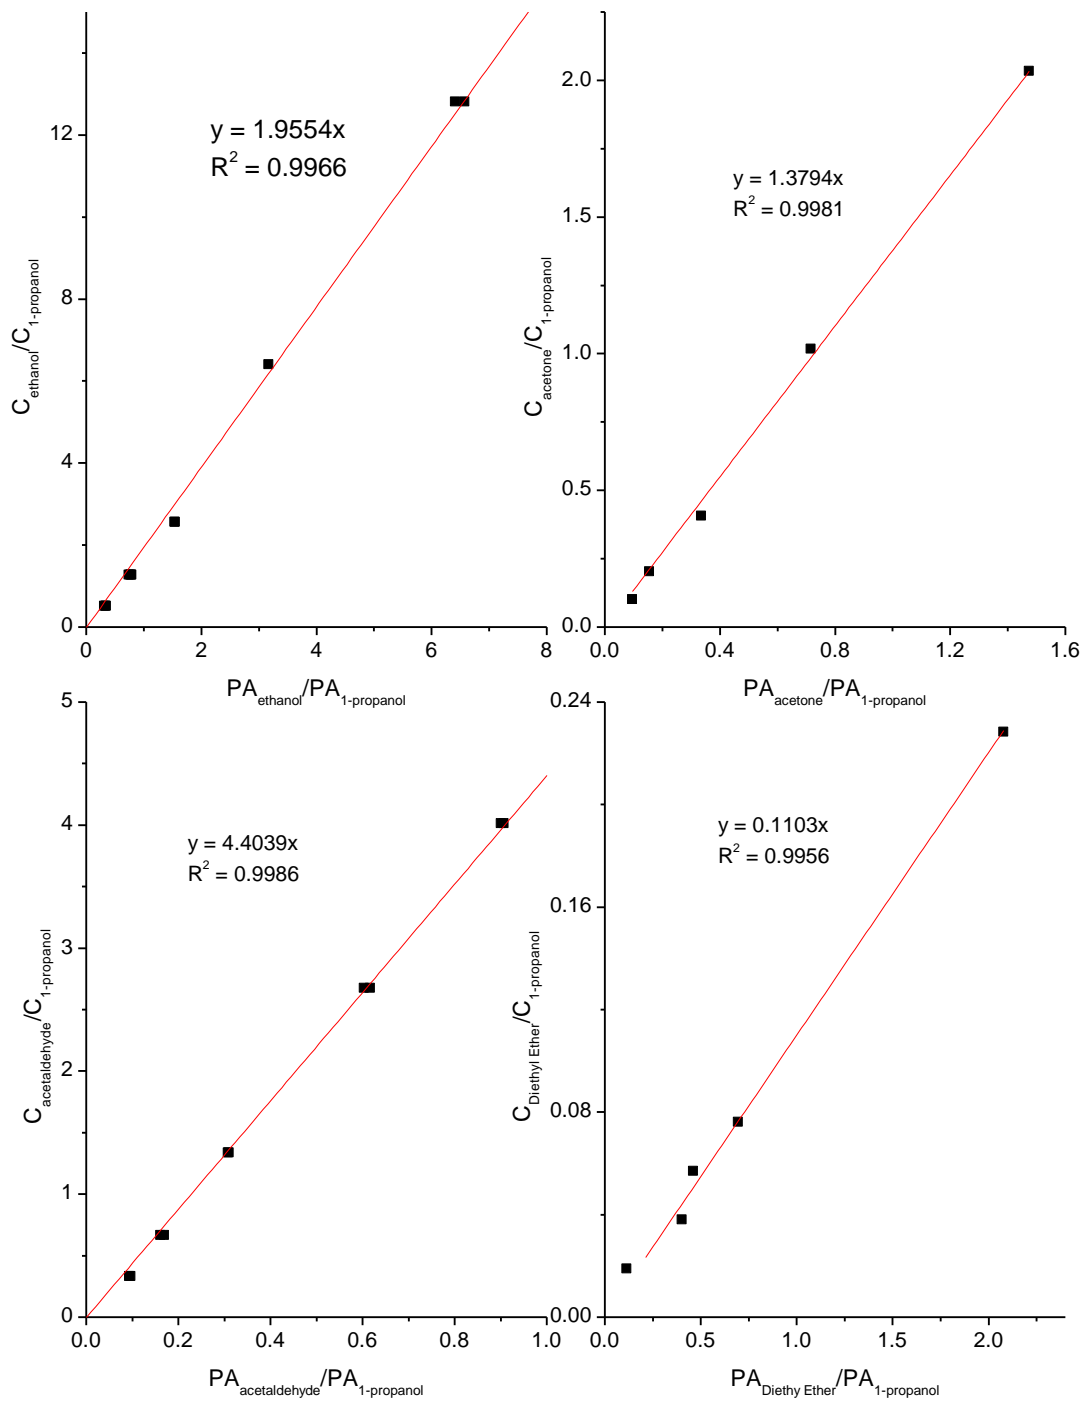 12
8
4
0
0
2
4
6
8
y = 1.9554x
R² = 0.9966
C ethanol/C1-propanol
PAethanol/PA1-propanol
2.0
1.5
1.0
0.5
0.0
0.0
0.4
0.8
1.2
1.6
y = 1.3794x
R² = 0.9981
Cacetone/C1-propanol
PAacetone/PA1-propanol
5
4
3
2
1
0
0.0
0.2
0.4
0.6
0.8
1.0
y = 4.4039x
R² = 0.9986
Cacetaldehyde/C1-propanol
PAacetaldehyde/PA1-propanol
0.24
0.16
0.08
0.00
0.0
0.5
1.0
1.5
2.0
y = 0.1103x
R² = 0.9956
CDiethyl Ether/C1-propanol
PADiethy Ether/PA1-propanol